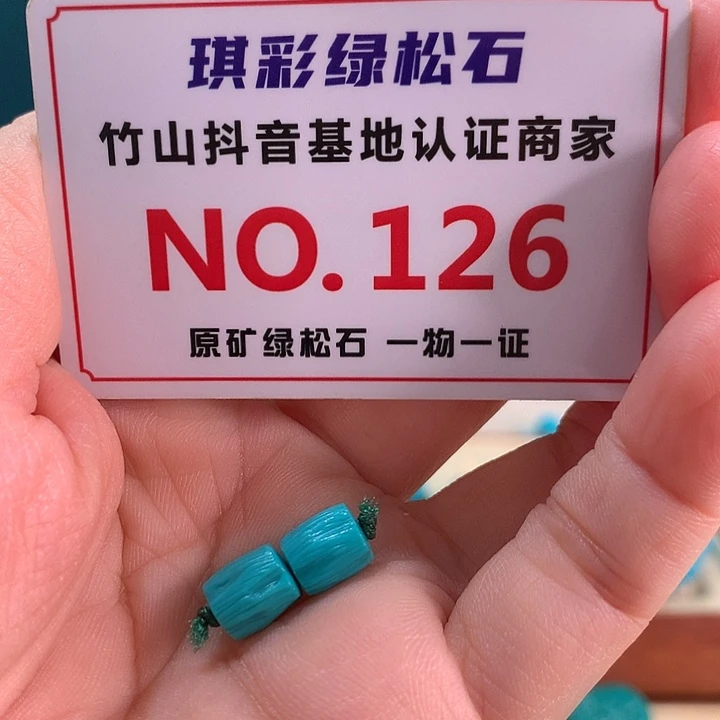 琪彩绿松石
竹山抖音基地认证商家
NO.126
原矿绿松石 一物一证